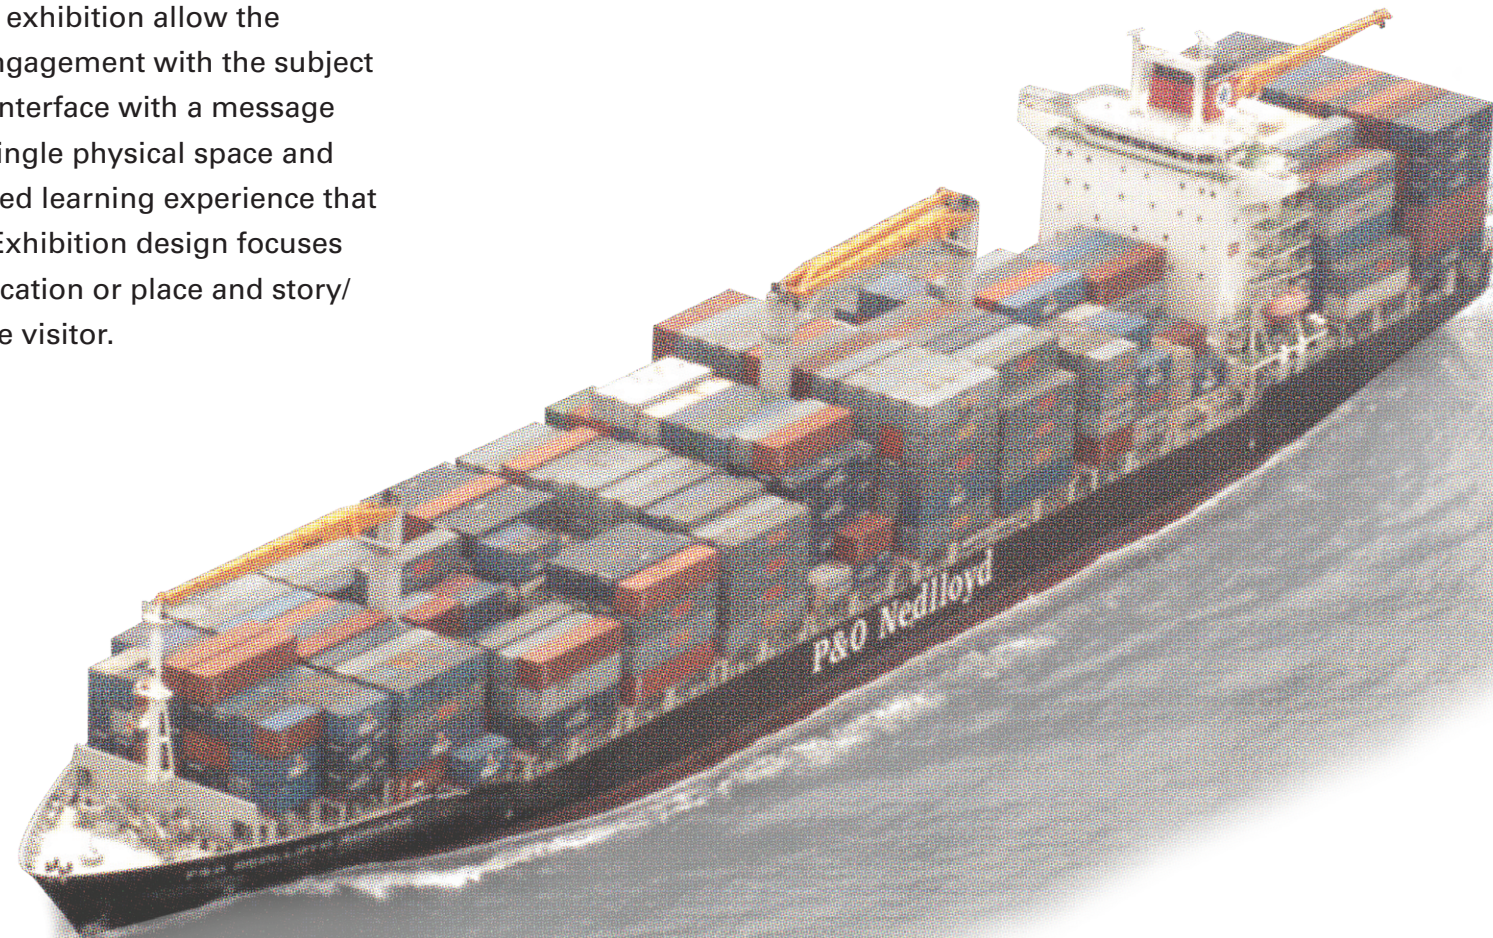 exhibition allow the
ngagement with the subject
nterface with a message
ingle physical space and
ed learning experience that
Exhibition design focuses
cation or place and story/
e visitor.
P&O Nedlloyd
P&O NEDLLOYD